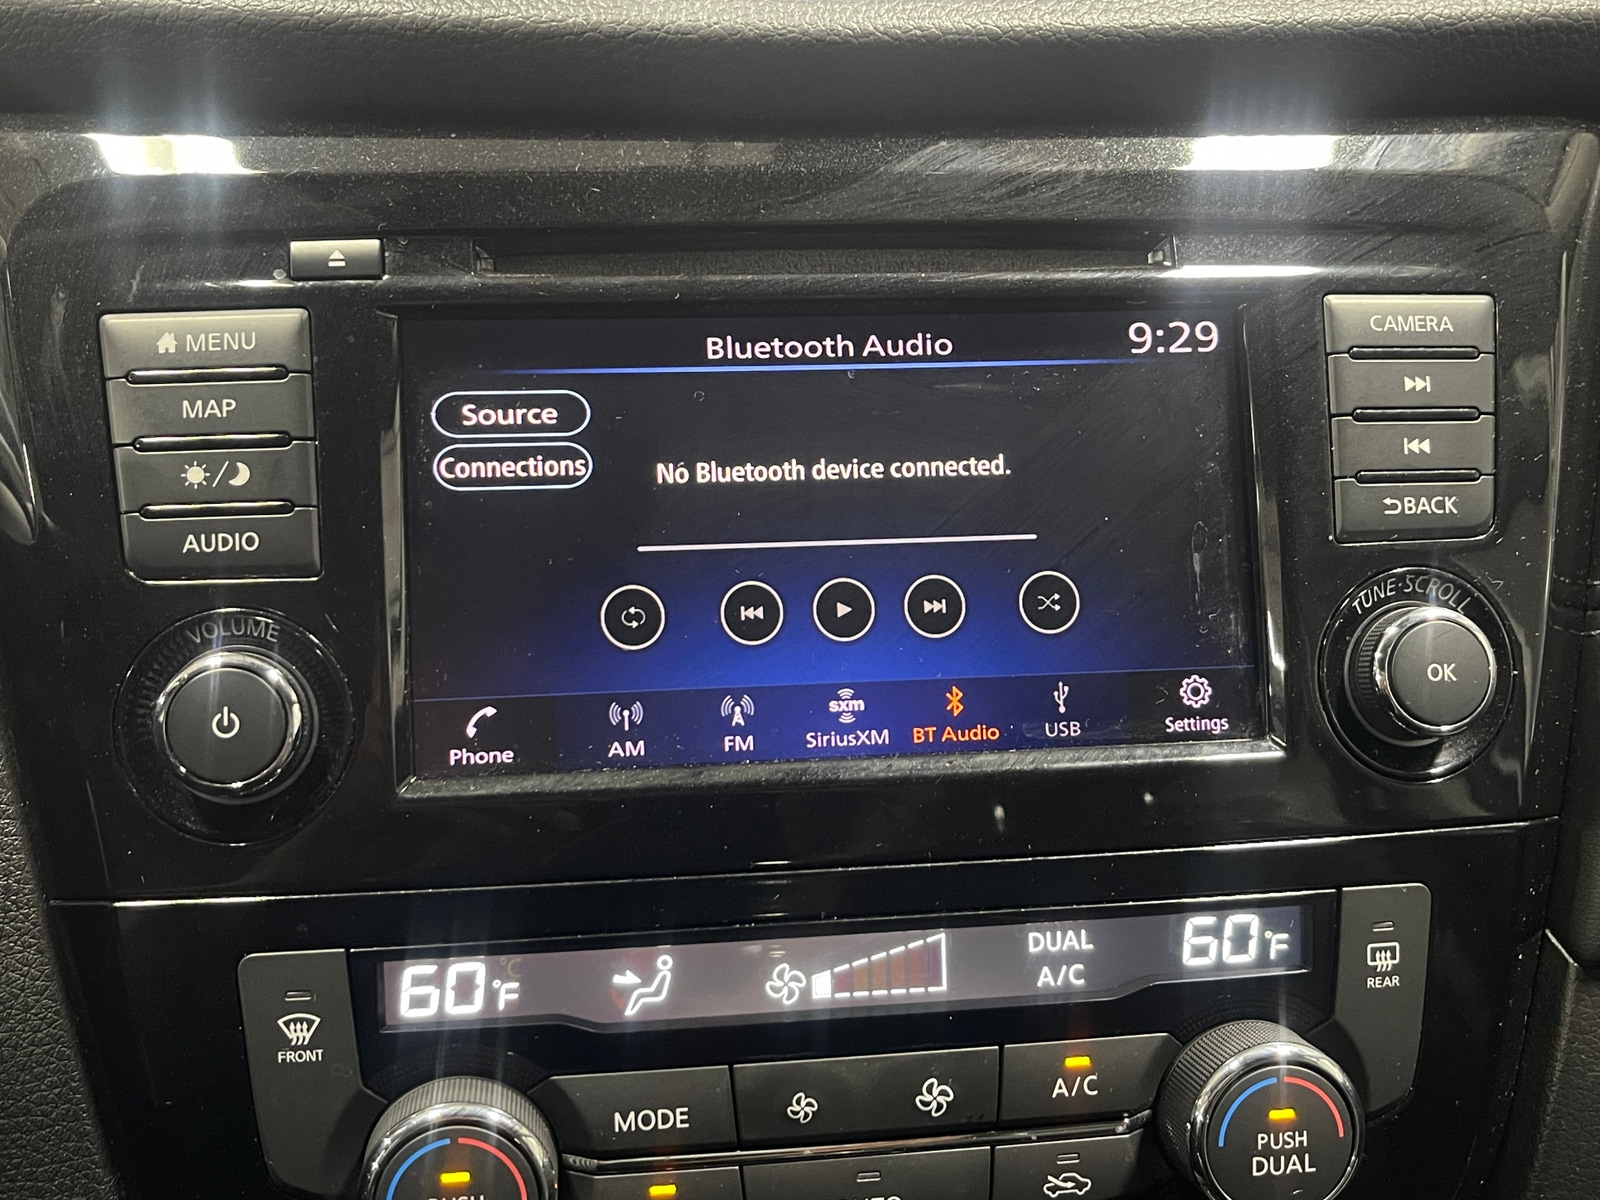 MENU
MAP
AUDIO
VOLUME
Bluetooth Audio
9:29
Source
Connections
No Bluetooth device connected.
Phone
AM
FM
sxm
SiriusXM
BT Audio
USB
Settings
CAMERA
BACK
TUNE·SCROLL
OK
FRONT
60°F
°C
DUAL
A/C
60°F
REAR
MODE
A/C
PUSH
DUAL